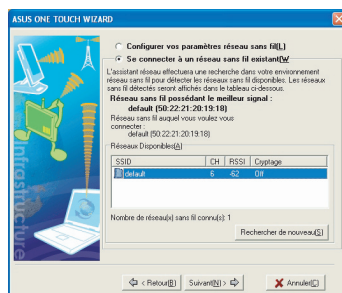 ASUS ONE TOUCH WIZARD
Configurer vos paramètres réseau sans fil(L)
Se connecter à un réseau sans fil existant(W
L'assistant réseau effectuera une recherche dans votre environnement
réseau sans fil pour détecter les réseaux sans fil disponibles. Les réseaux
sans fil détectés seront affichés dans le tableau ci-dessous.
Réseau sans fil possédant le meilleur signal :
default (50:22:21:20:19:18)
Réseau sans fil auquel vous voulez vous
connecter :
default (50:22:21:20:19:18)
Réseaux Disponibles(A)
SSID CH RSSI Cryptage
default 6 -62 Off
Nombre de réseau(x) sans fil connu(s): 1
Rechercher de nouveau(S)
< Retour(B) Suivant(N) > Annuler(C)
Infrastructure